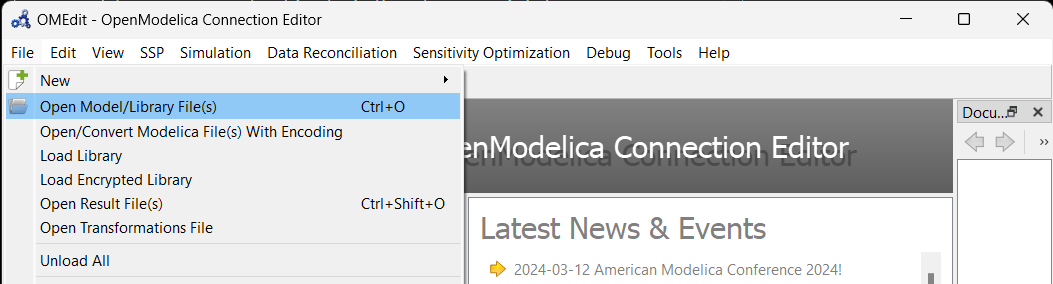 OMEdit - OpenModelica Connection Editor
File Edit View SSP Simulation Data Reconciliation Sensitivity Optimization Debug Tools Help
New
Open Model/Library File(s) Ctrl+O
Open/Convert Modelica File(s) With Encoding
Load Library
Load Encrypted Library
Open Result File(s) Ctrl+Shift+O
Open Transformations File
Unload All
enModelica Connection Editor
Docu...
Latest News & Events
2024-03-12 American Modelica Conference 2024!